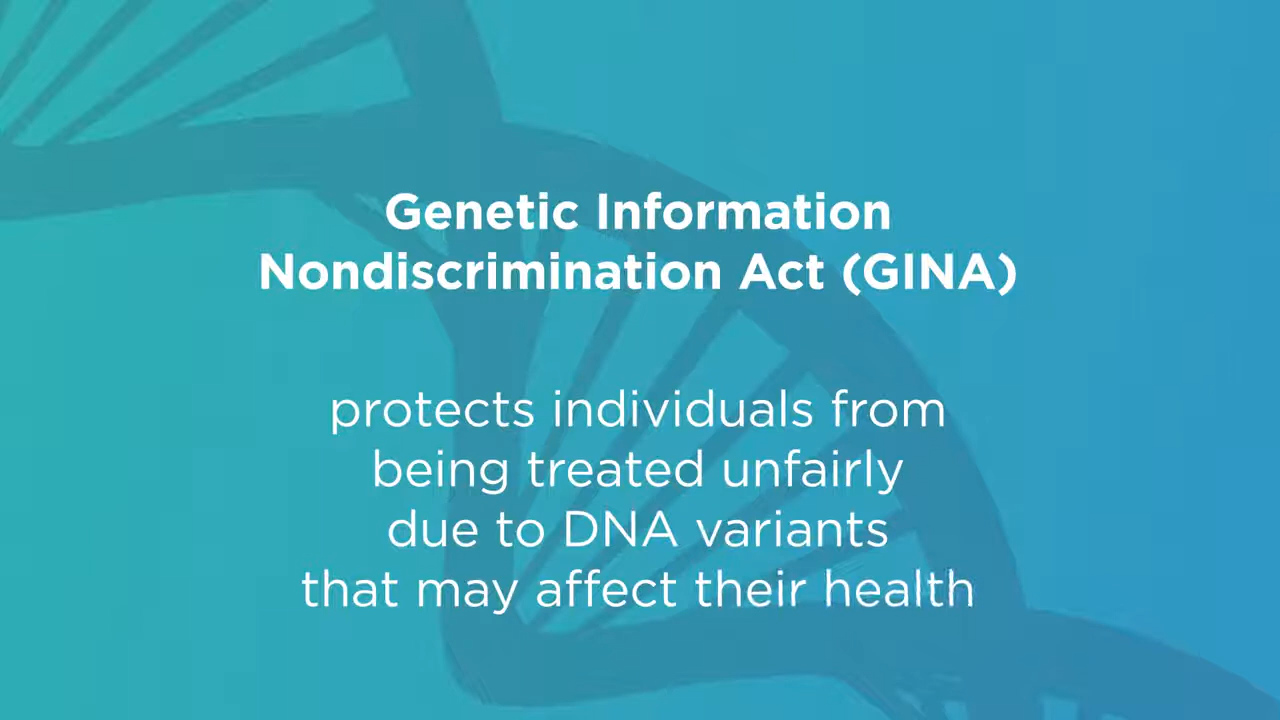 Genetic Information
Nondiscrimination Act (GINA)
protects individuals from
being treated unfairly
due to DNA variants
that may affect their health